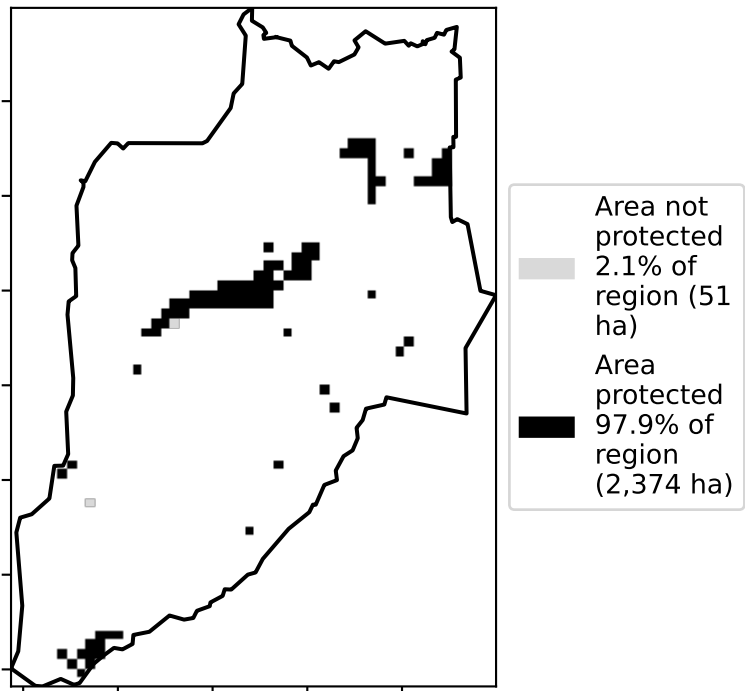 Area not
protected
2.1% of
region (51
ha)
Area
protected
97.9% of
region
(2,374 ha)